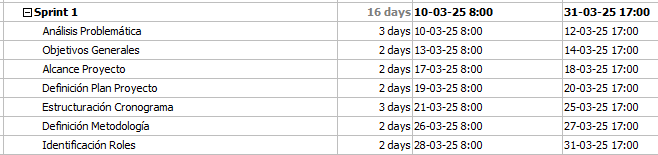 Sprint 1 16 days 10-03-25 8:00 31-03-25 17:00
Análisis Problemática 3 days 10-03-25 8:00 12-03-25 17:00
Objetivos Generales 2 days 13-03-25 8:00 14-03-25 17:00
Alcance Proyecto 2 days 17-03-25 8:00 18-03-25 17:00
Definición Plan Proyecto 2 days 19-03-25 8:00 20-03-25 17:00
Estructuración Cronograma 3 days 21-03-25 8:00 25-03-25 17:00
Definición Metodología 2 days 26-03-25 8:00 27-03-25 17:00
Identificación Roles 2 days 28-03-25 8:00 31-03-25 17:00